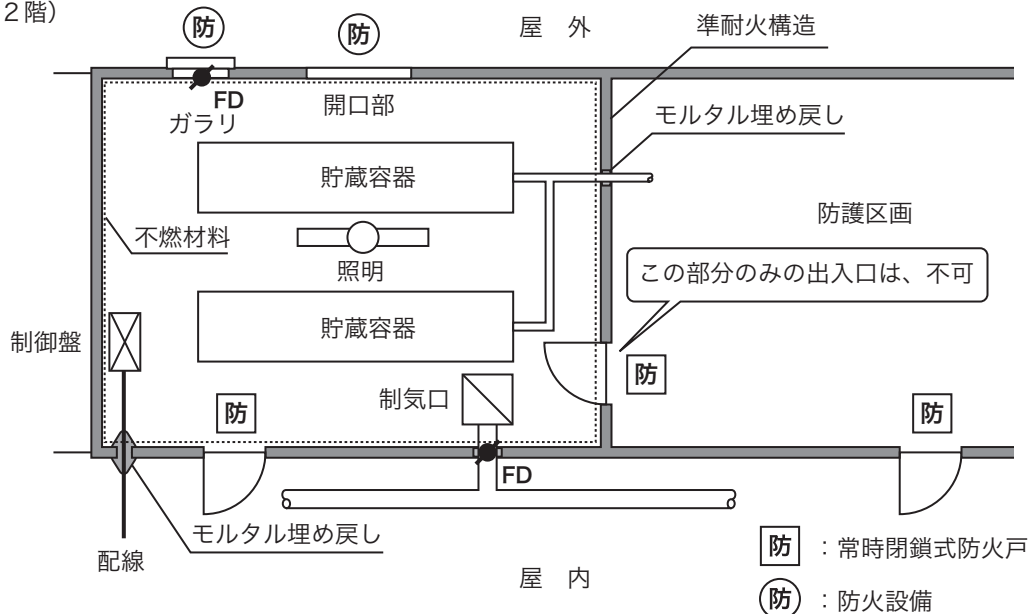 ２階）
防
防
屋　外
準耐火構造
FD
ガラリ
開口部
モルタル埋め戻し
貯蔵容器
防護区画
不燃材料
照明
この部分のみの出入口は、不可
貯蔵容器
制御盤
防
制気口
防
防
FD
モルタル埋め戻し
配線
屋　内
防 ：常時閉鎖式防火戸
防 ：防火設備